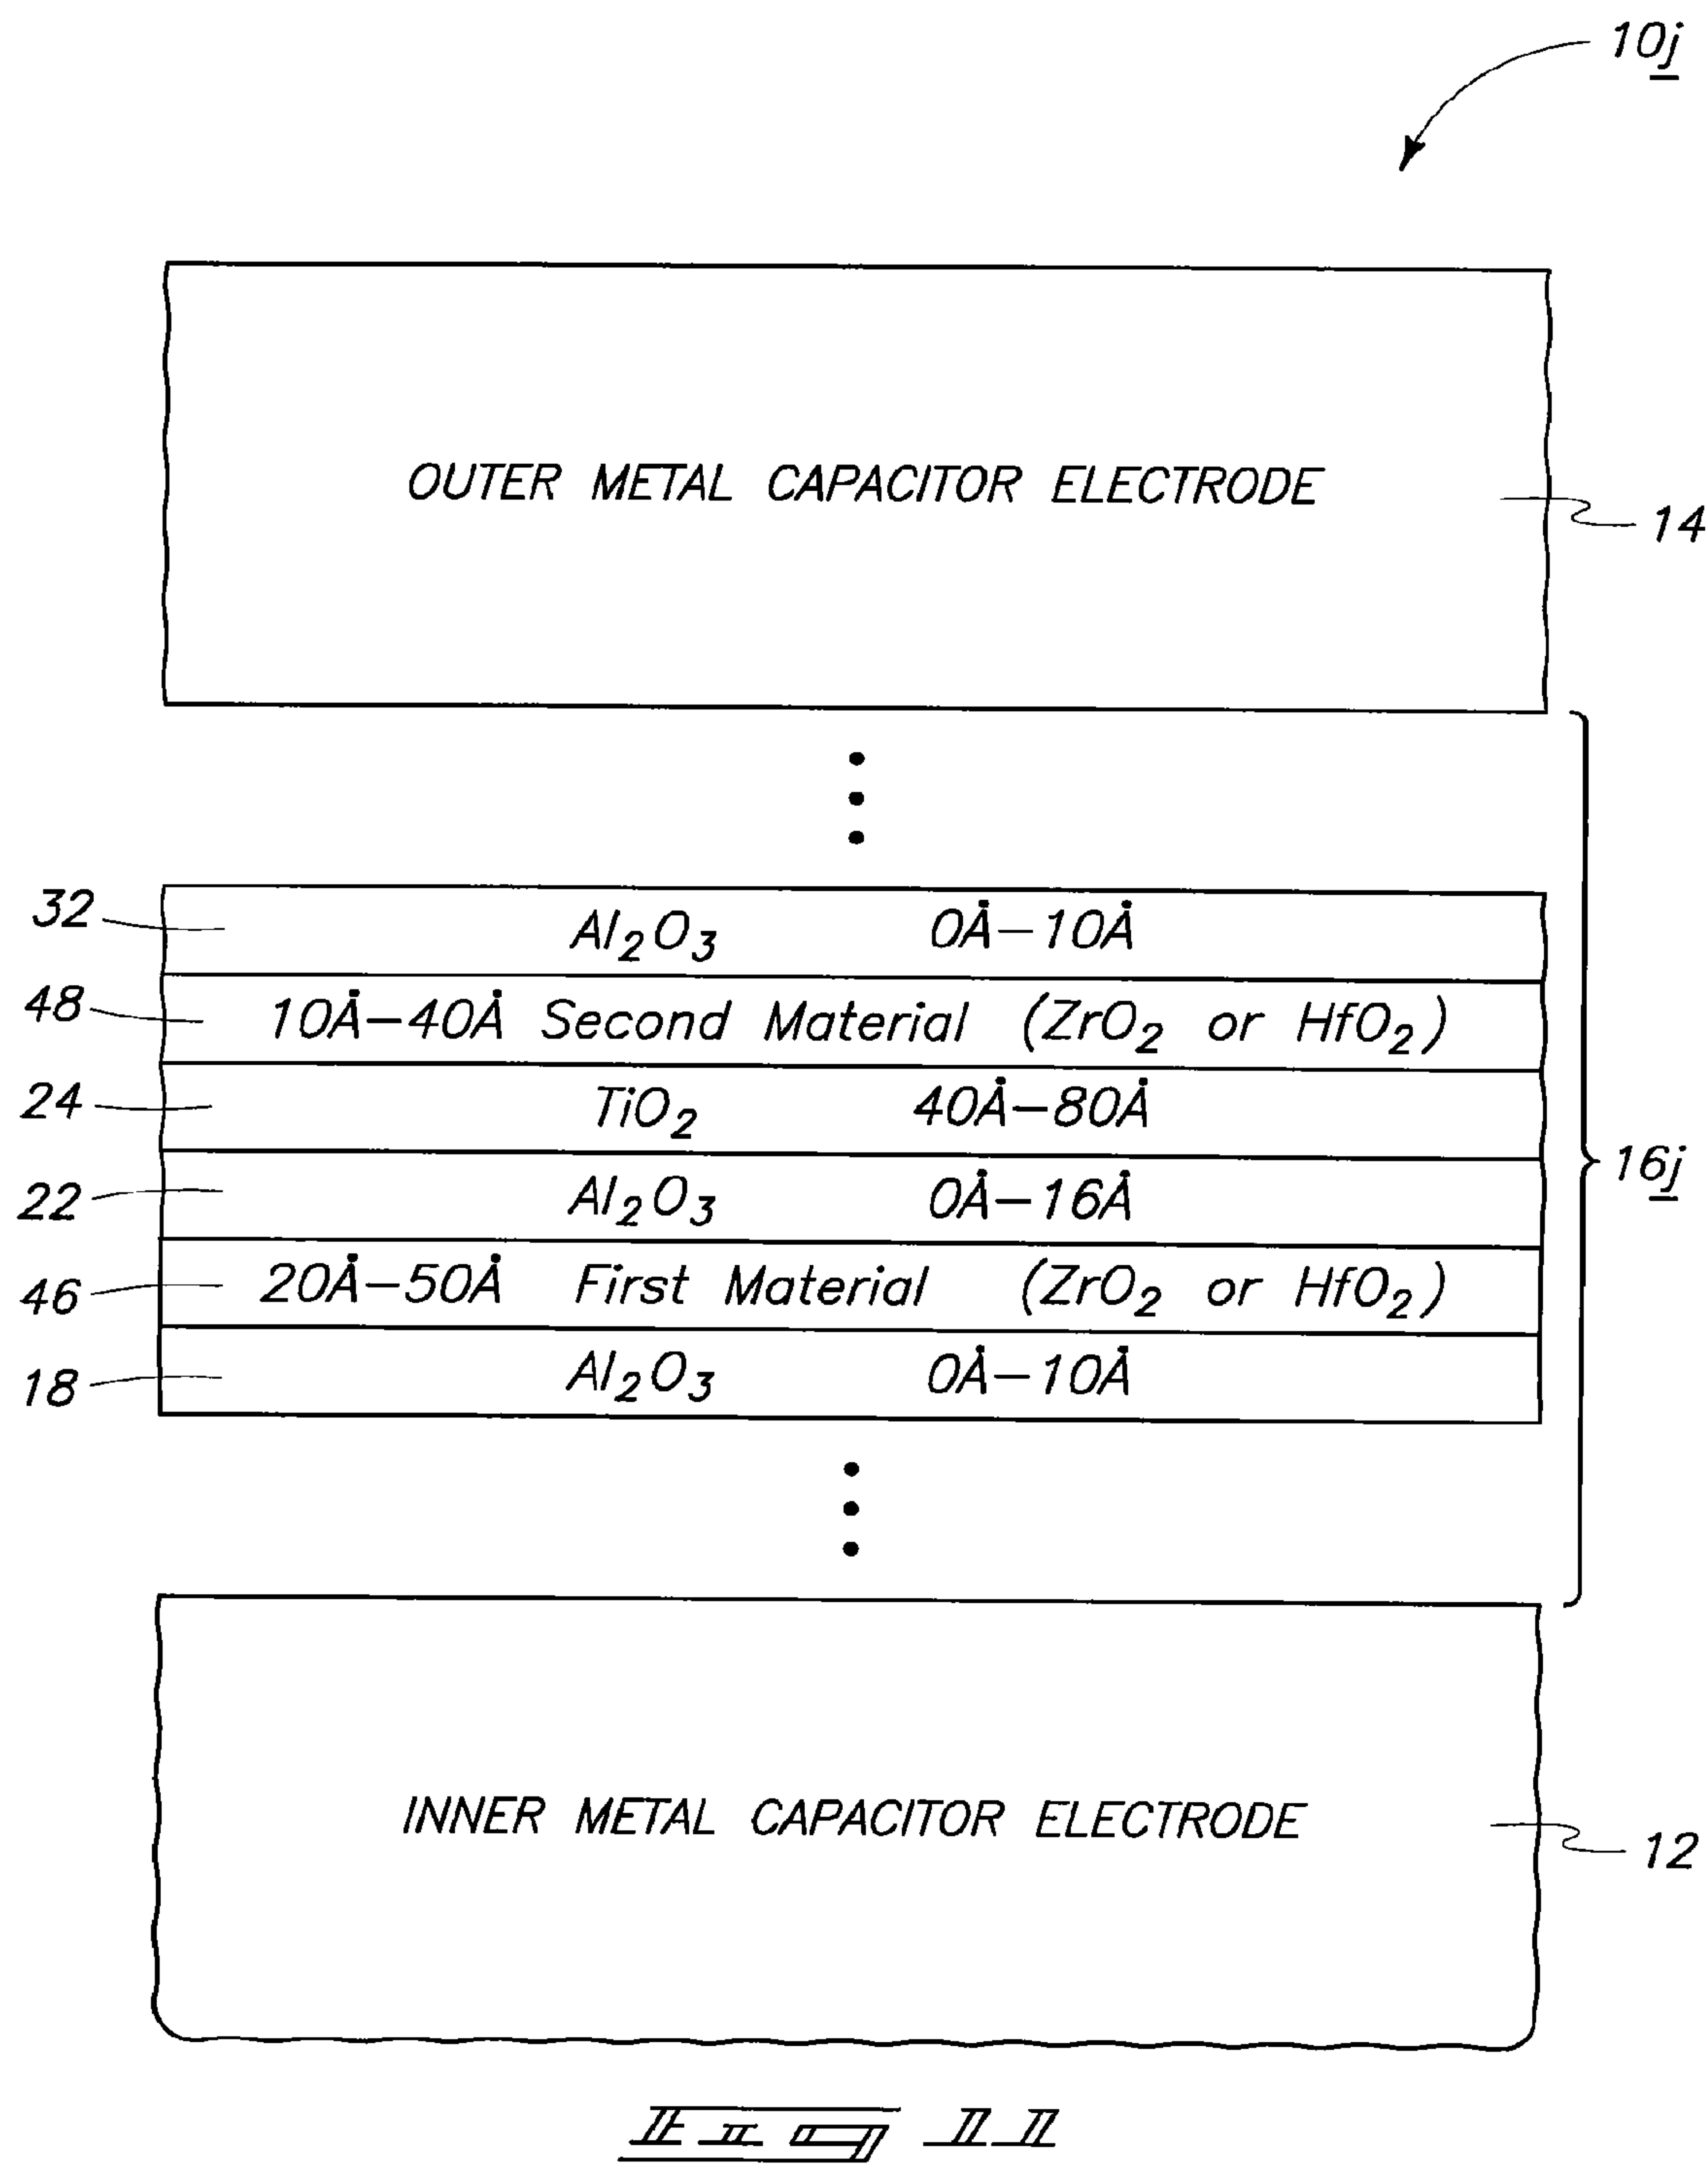 10j
OUTER METAL CAPACITOR ELECTRODE
14
32 Al₂O₃ 0Å–10Å
48 10Å–40Å Second Material (ZrO₂ or HfO₂)
24 TiO₂ 40Å–80Å
16j
22 Al₂O₃ 0Å–16Å
46 20Å–50Å First Material (ZrO₂ or HfO₂)
18 Al₂O₃ 0Å–10Å
INNER METAL CAPACITOR ELECTRODE
12
Fig 11